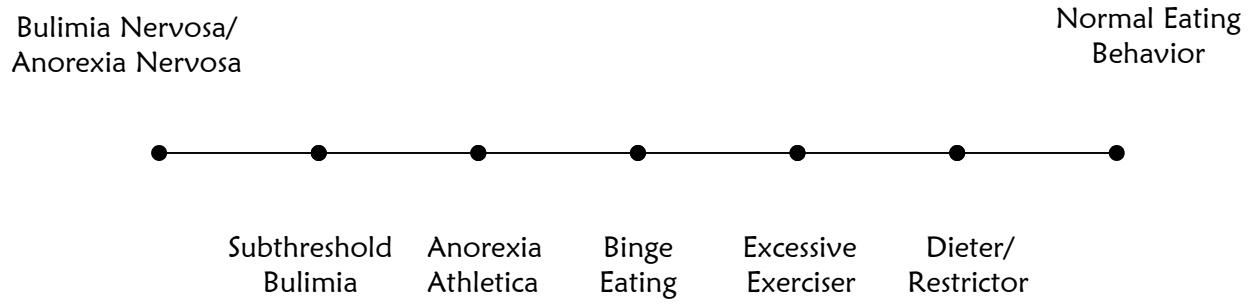 Bulimia Nervosa/
Anorexia Nervosa
Normal Eating
Behavior
Subthreshold
Bulimia
Anorexia
Athletica
Binge
Eating
Excessive
Exerciser
Dieter/
Restrictor